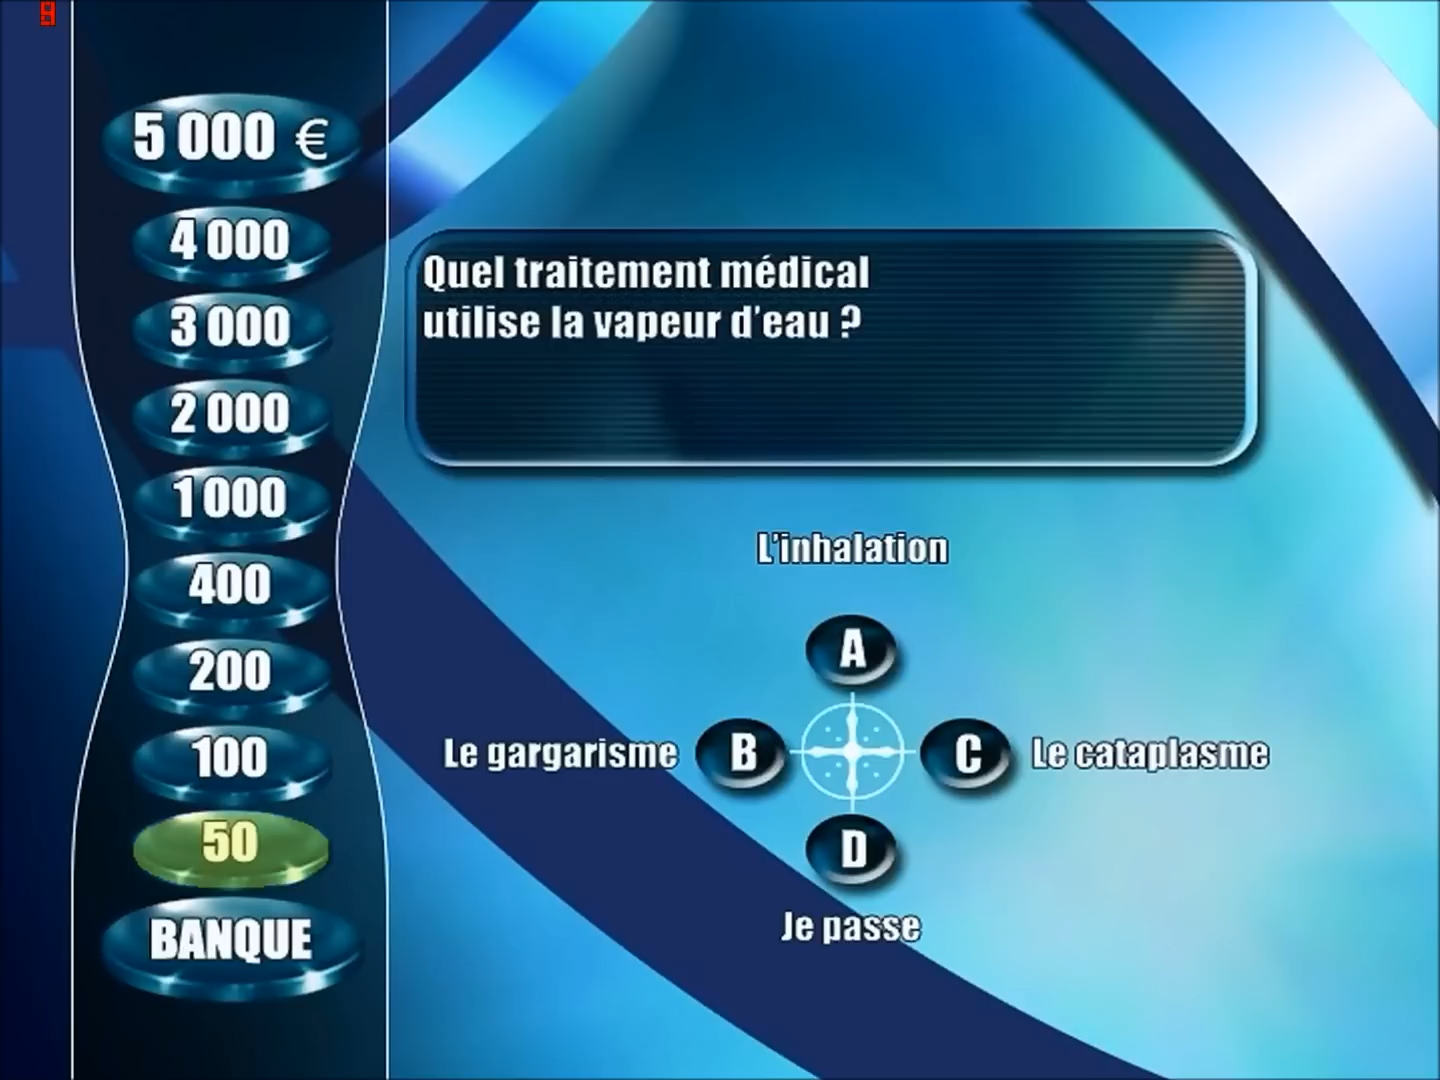 9
5 000 €
4 000
3 000
2 000
1 000
400
200
100
50
BANQUE
Quel traitement médical
utilise la vapeur d'eau ?
L'inhalation
A
Le gargarisme B C Le cataplasme
D
Je passe